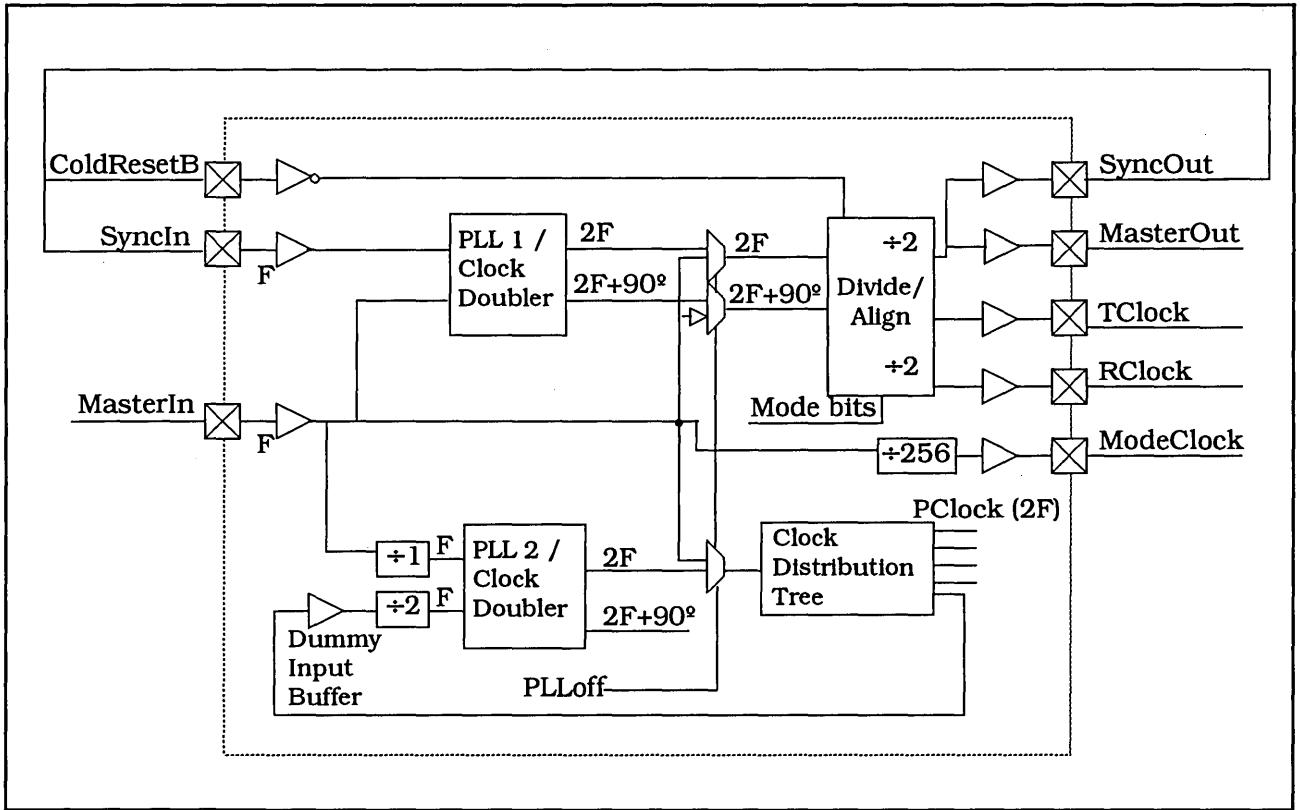 ColdResetB
SyncOut
SyncIn
F
PLL 1 /
Clock
Doubler
2F
2F+90º
2F
2F+90º
÷2
Divide/
Align
÷2
Mode bits
MasterOut
TClock
RClock
MasterIn
F
÷256
ModeClock
PClock (2F)
÷1
F
÷2
F
PLL 2 /
Clock
Doubler
2F
2F+90º
Clock
Distribution
Tree
Dummy
Input
Buffer
PLLoff